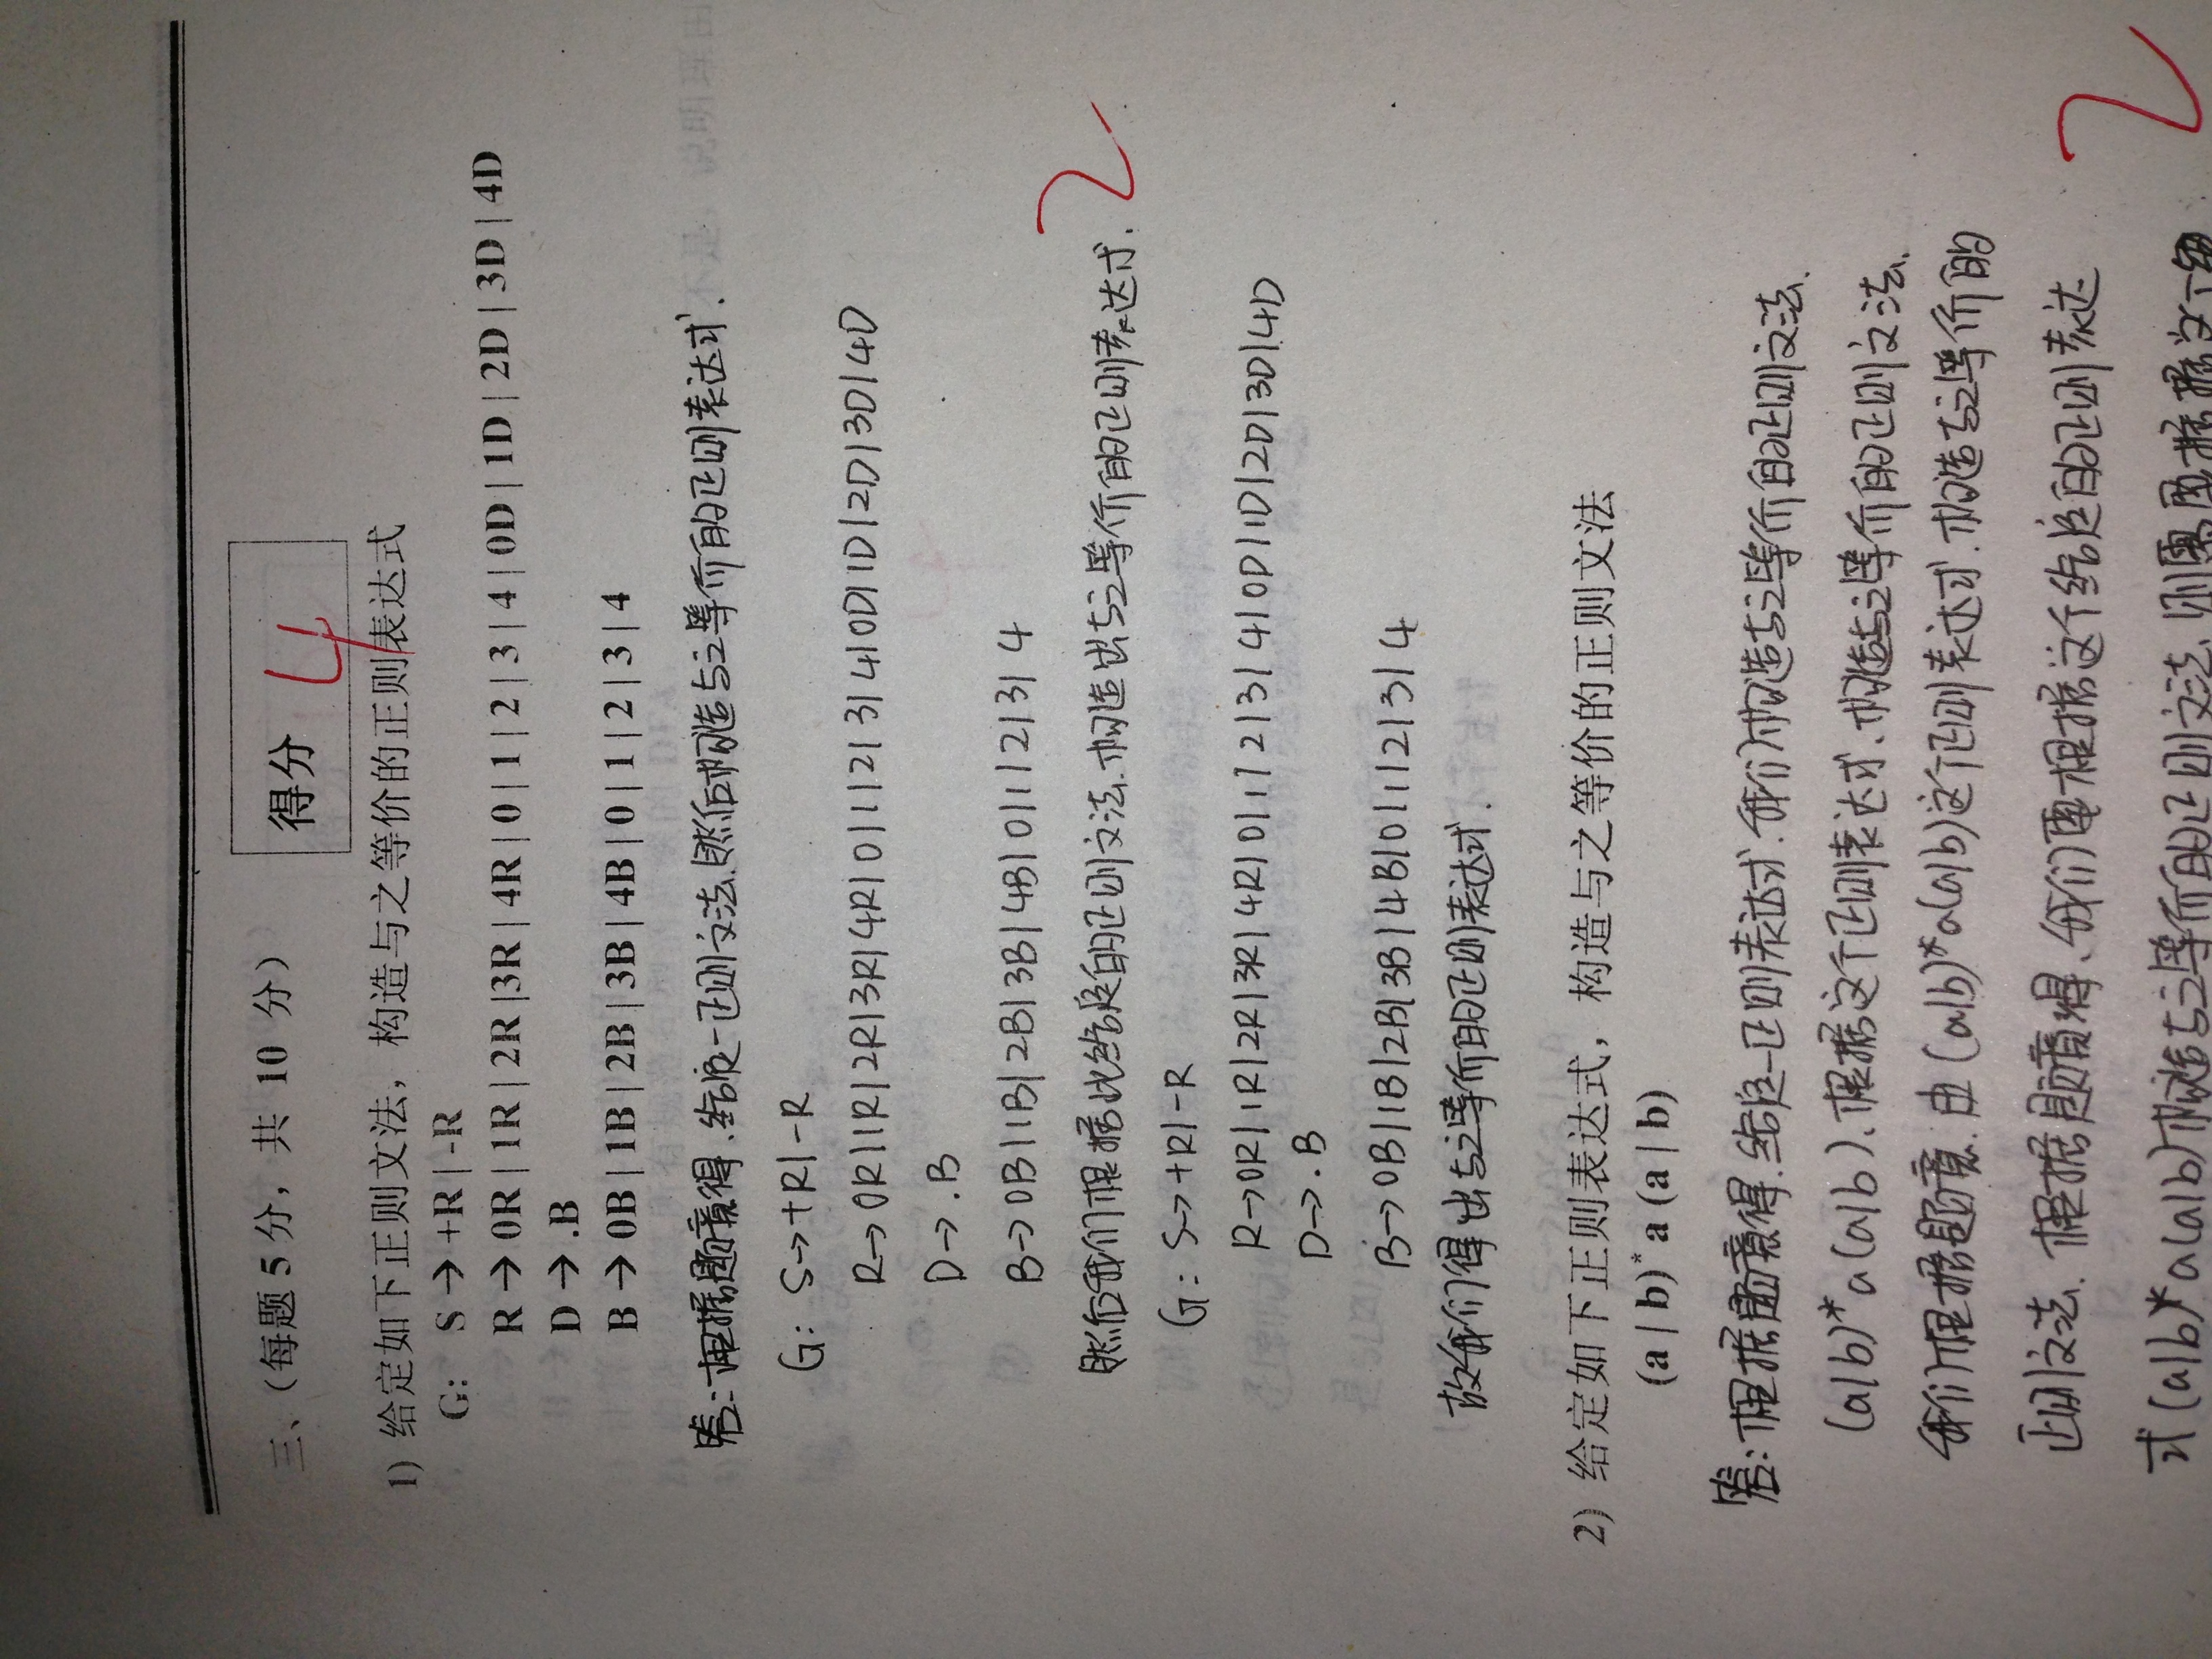 三、（每题 5 分，共 10 分）
得分 4
1) 给定如下正则文法，构造与之等价的正则表达式
G: S → +R | -R
R → 0R | 1R | 2R |3R | 4R | 0 | 1 | 2 | 3 | 4 | 0D | 1D | 2D | 3D | 4D
D → .B
B → 0B | 1B | 2B | 3B | 4B | 0 | 1 | 2 | 3 | 4
答：根据题意得，给定一正则文法，然后构造与之等价的正则表达式．
G: S→+R|-R
R→0R|1R|2R|3R|4R|0|1|2|3|4|0D|1D|2D|3D|4D
D→.B
B→0B|1B|2B|3B|4B|0|1|2|3|4
然后我们根据此给定的正则文法，构造出与之等价的正则表达式． 2
G: S→+R|-R
R→0R|1R|2R|3R|4R|0|1|2|3|4|0D|1D|2D|3D|4D
D→.B
B→0B|1B|2B|3B|4B|0|1|2|3|4
故我们得出与之等价的正则表达式．
2) 给定如下正则表达式，构造与之等价的正则文法
(a | b)* a (a | b)
答：根据题意得，给定一正则表达式，我们构造与之等价的正则文法，
(a|b)*a(a|b)、根据这个正则表达式、构造与之等价的正则文法，
我们根据题意，由(a|b)*a(a|b)这个正则表达式，构造与之等价的
正则文法，根据题意得、我们要根据这个给定的正则表达
式(a|b)*a(a|b)构造与之等价的正则文法，则需要根据这个 2